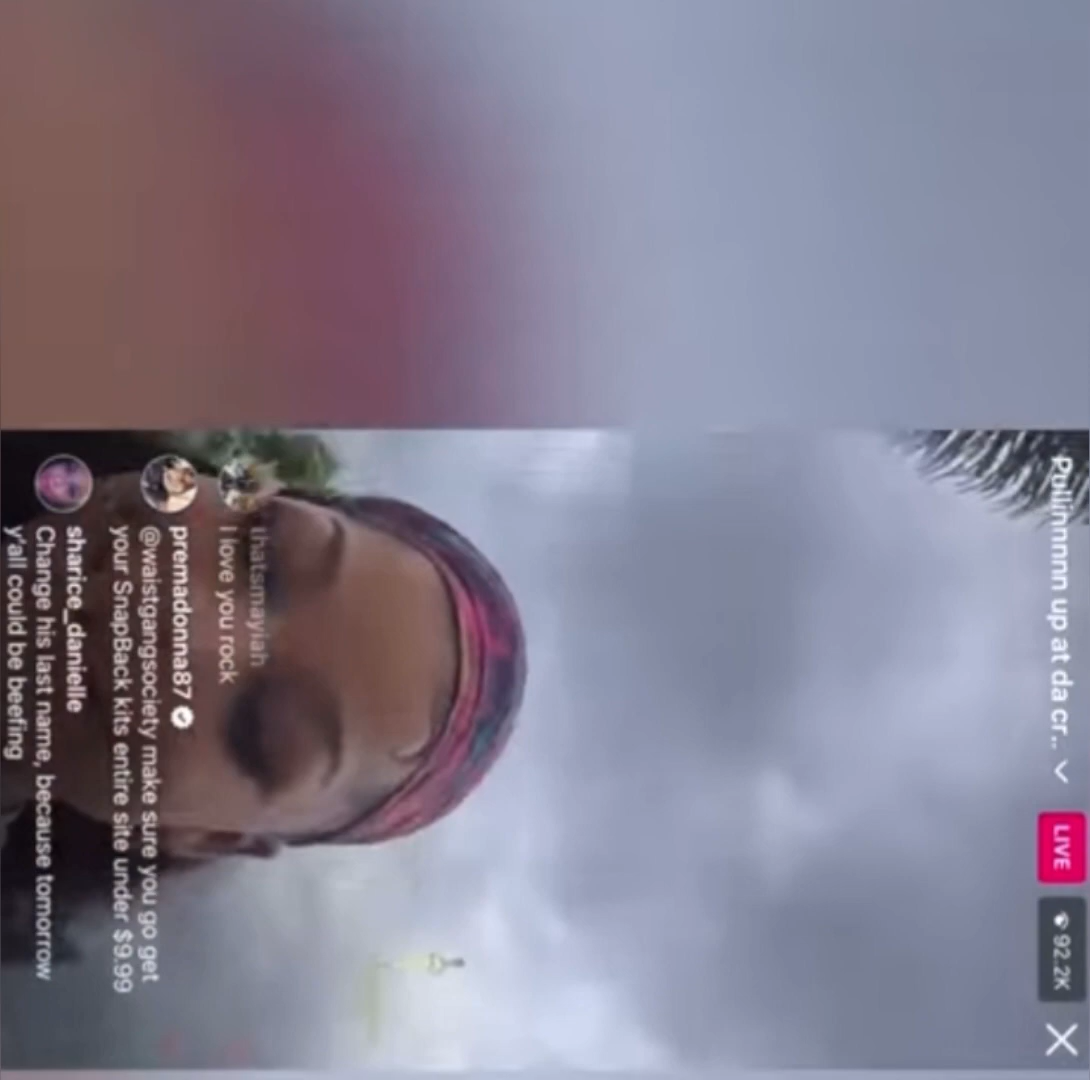 Pullinnnnn up at da cr..
LIVE
92.2K
thatsmayiah
I love you rock
premadonna87
@waistgangsociety make sure you go get
your SnapBack kits entire site under $9.99
sharice_danielle
Change his last name, because tomorrow
y'all could be beefing